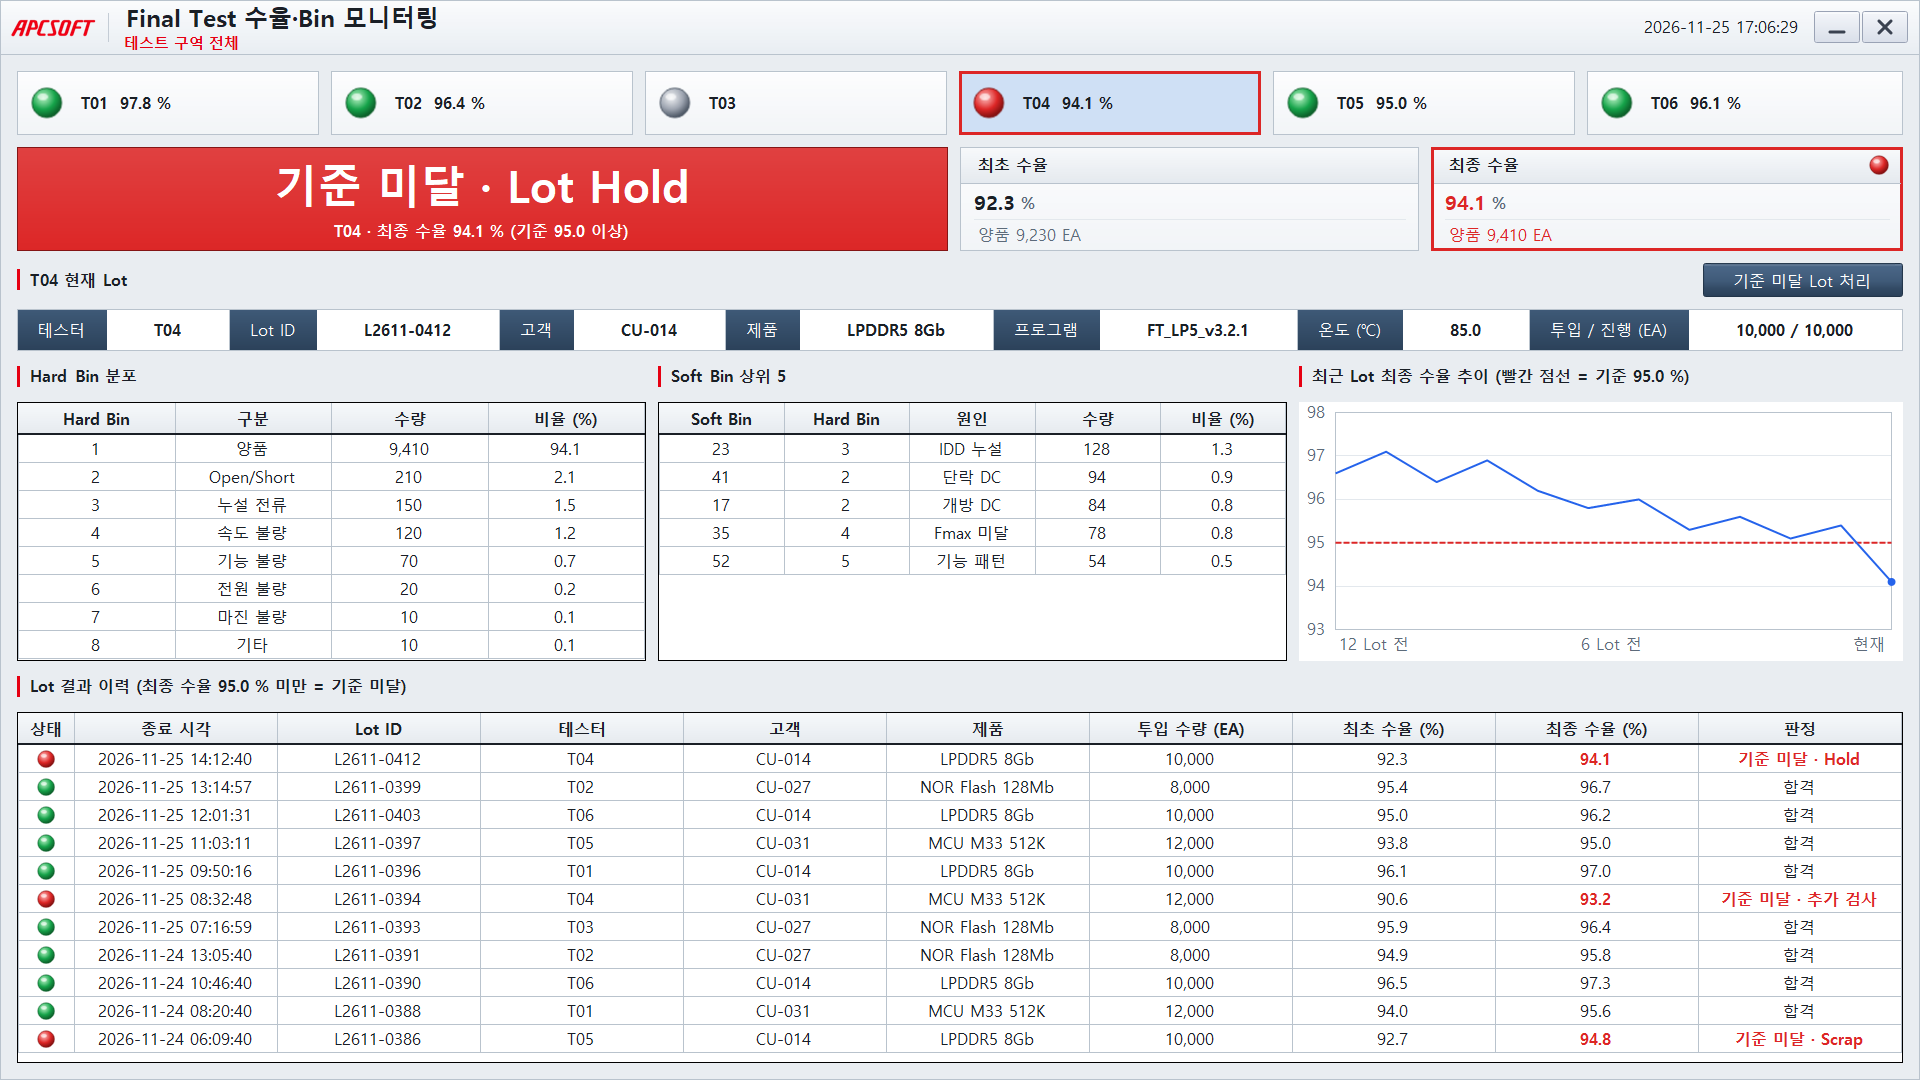 APCSOFT
Final Test 수율·Bin 모니터링
테스트 구역 전체
2026-11-25 17:06:29
T01 97.8 %
T02 96.4 %
T03
T04 94.1 %
T05 95.0 %
T06 96.1 %
기준 미달 · Lot Hold
T04 · 최종 수율 94.1 % (기준 95.0 이상)
최초 수율
92.3 %
양품 9,230 EA
최종 수율
94.1 %
양품 9,410 EA
T04 현재 Lot
기준 미달 Lot 처리
테스터 T04 Lot ID L2611-0412 고객 CU-014 제품 LPDDR5 8Gb 프로그램 FT_LP5_v3.2.1 온도 (℃) 85.0 투입 / 진행 (EA) 10,000 / 10,000
Hard Bin 분포
Hard Bin 구분 수량 비율 (%)
1 양품 9,410 94.1
2 Open/Short 210 2.1
3 누설 전류 150 1.5
4 속도 불량 120 1.2
5 기능 불량 70 0.7
6 전원 불량 20 0.2
7 마진 불량 10 0.1
8 기타 10 0.1
Soft Bin 상위 5
Soft Bin Hard Bin 원인 수량 비율 (%)
23 3 IDD 누설 128 1.3
41 2 단락 DC 94 0.9
17 2 개방 DC 84 0.8
35 4 Fmax 미달 78 0.8
52 5 기능 패턴 54 0.5
최근 Lot 최종 수율 추이 (빨간 점선 = 기준 95.0 %)
98
97
96
95
94
93
12 Lot 전 6 Lot 전 현재
Lot 결과 이력 (최종 수율 95.0 % 미만 = 기준 미달)
상태 종료 시각 Lot ID 테스터 고객 제품 투입 수량 (EA) 최초 수율 (%) 최종 수율 (%) 판정
2026-11-25 14:12:40 L2611-0412 T04 CU-014 LPDDR5 8Gb 10,000 92.3 94.1 기준 미달 · Hold
2026-11-25 13:14:57 L2611-0399 T02 CU-027 NOR Flash 128Mb 8,000 95.4 96.7 합격
2026-11-25 12:01:31 L2611-0403 T06 CU-014 LPDDR5 8Gb 10,000 95.0 96.2 합격
2026-11-25 11:03:11 L2611-0397 T05 CU-031 MCU M33 512K 12,000 93.8 95.0 합격
2026-11-25 09:50:16 L2611-0396 T01 CU-014 LPDDR5 8Gb 10,000 96.1 97.0 합격
2026-11-25 08:32:48 L2611-0394 T04 CU-031 MCU M33 512K 12,000 90.6 93.2 기준 미달 · 추가 검사
2026-11-25 07:16:59 L2611-0393 T03 CU-027 NOR Flash 128Mb 8,000 95.9 96.4 합격
2026-11-24 13:05:40 L2611-0391 T02 CU-027 NOR Flash 128Mb 8,000 94.9 95.8 합격
2026-11-24 10:46:40 L2611-0390 T06 CU-014 LPDDR5 8Gb 10,000 96.5 97.3 합격
2026-11-24 08:20:40 L2611-0388 T01 CU-031 MCU M33 512K 12,000 94.0 95.6 합격
2026-11-24 06:09:40 L2611-0386 T05 CU-014 LPDDR5 8Gb 10,000 92.7 94.8 기준 미달 · Scrap